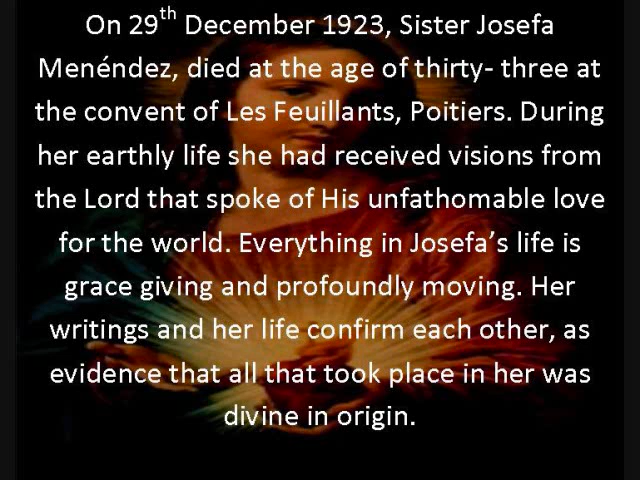 On 29th December 1923, Sister Josefa
Menéndez, died at the age of thirty- three at
the convent of Les Feuillants, Poitiers. During
her earthly life she had received visions from
the Lord that spoke of His unfathomable love
for the world. Everything in Josefa’s life is
grace giving and profoundly moving. Her
writings and her life confirm each other, as
evidence that all that took place in her was
divine in origin.